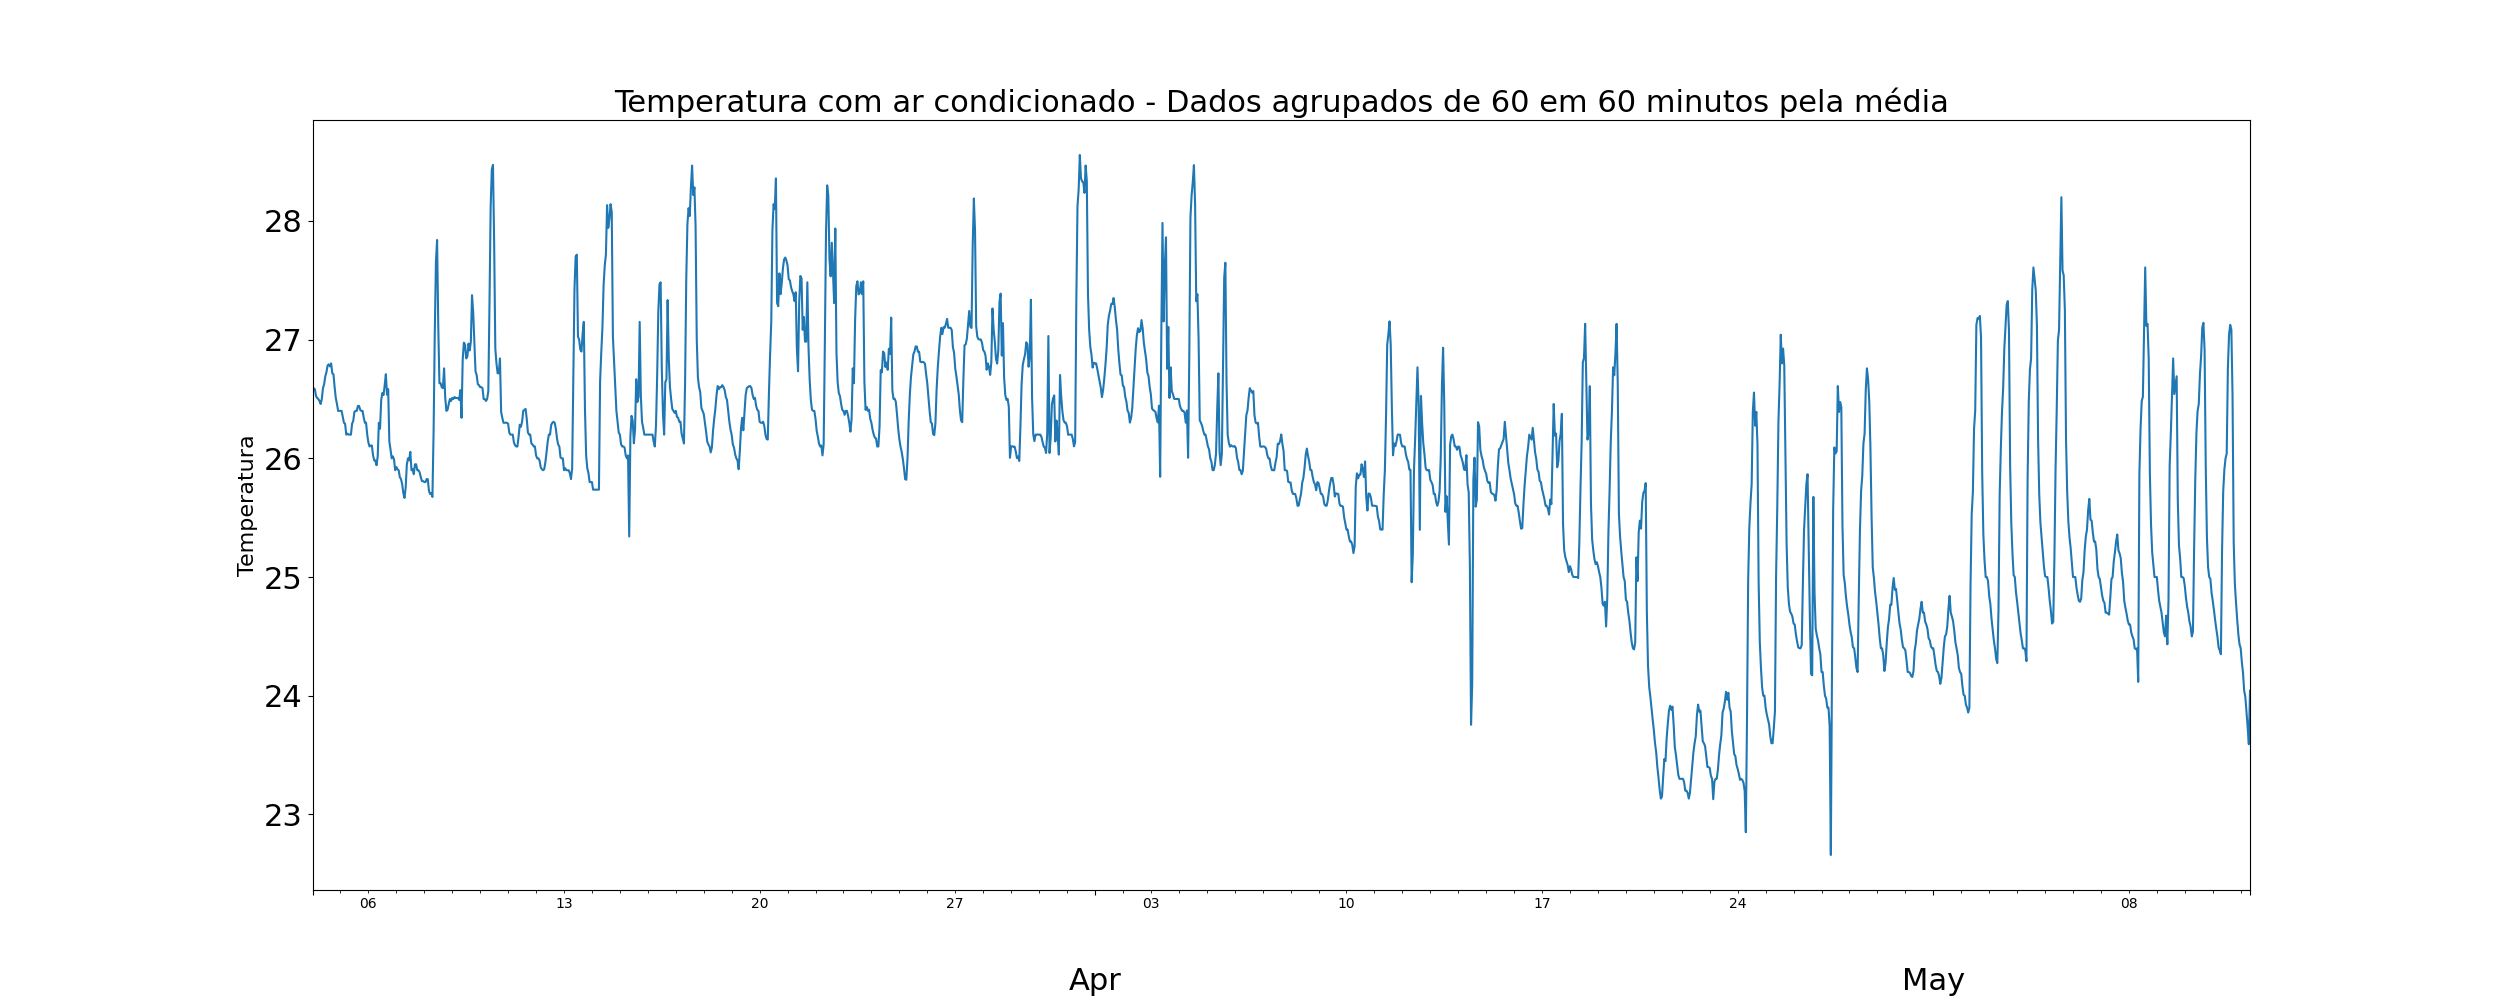 Temperatura com ar condicionado - Dados agrupados de 60 em 60 minutos pela média
Temperatura
28
27
26
25
24
23
06 13 20 27 03 10 17 24 08
Apr May